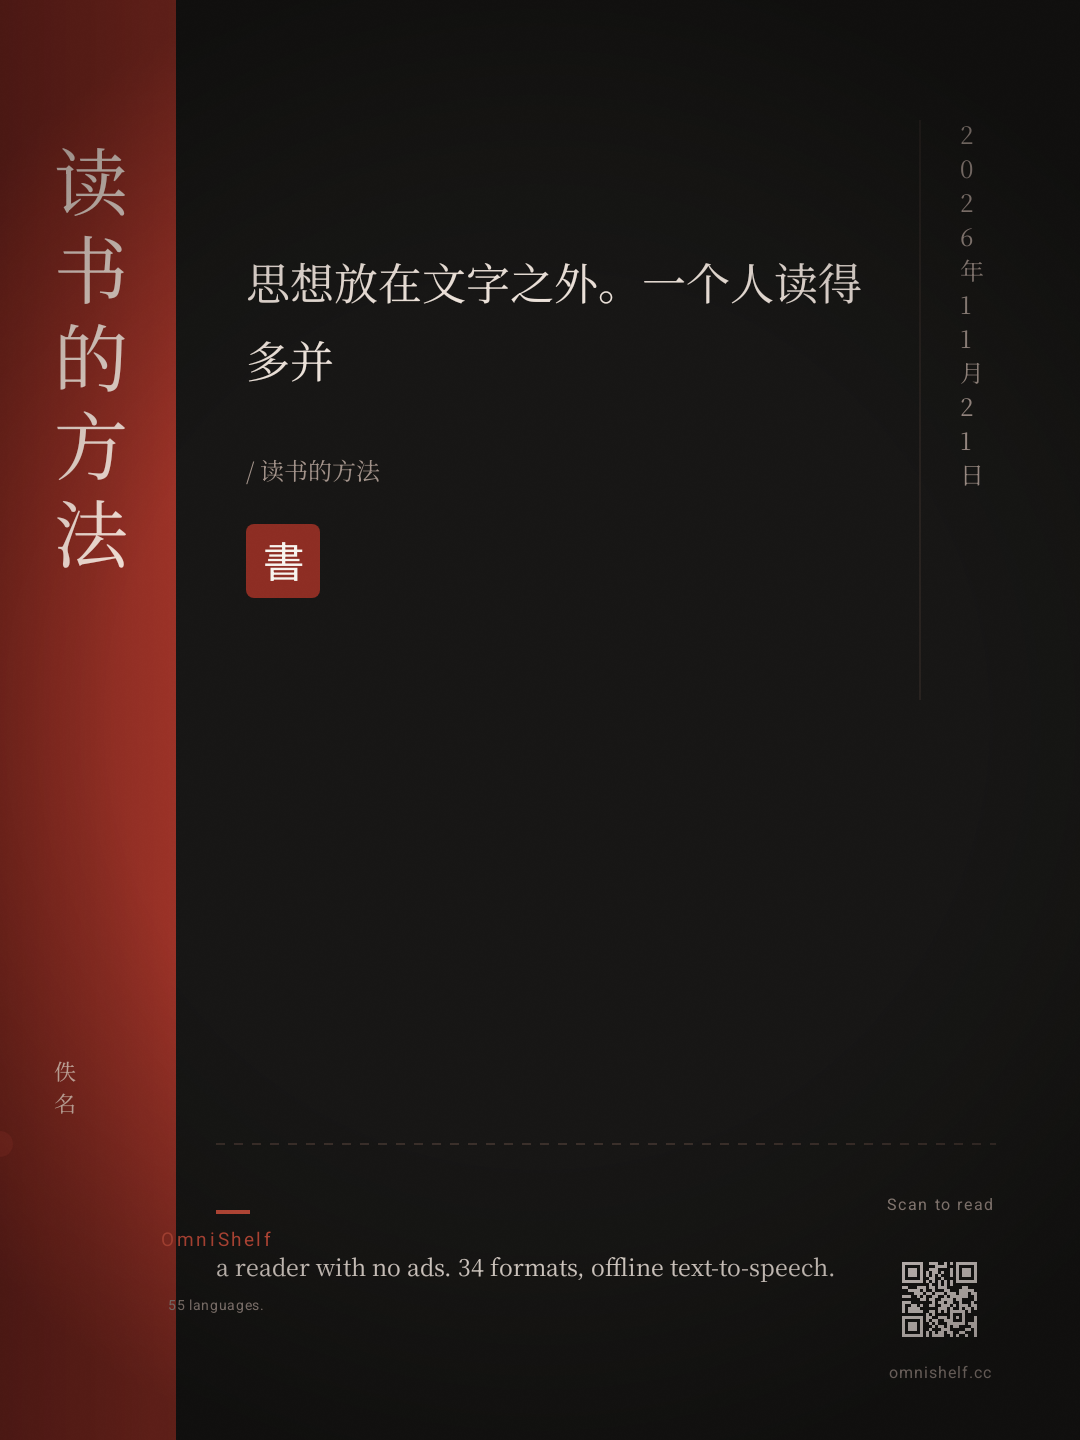 读书的方法
佚名
思想放在文字之外。一个人读得
多并
/ 读书的方法
書
2026年11月21日
OmniShelf
a reader with no ads. 34 formats, offline text-to-speech.
55 languages.
Scan to read
omnishelf.cc